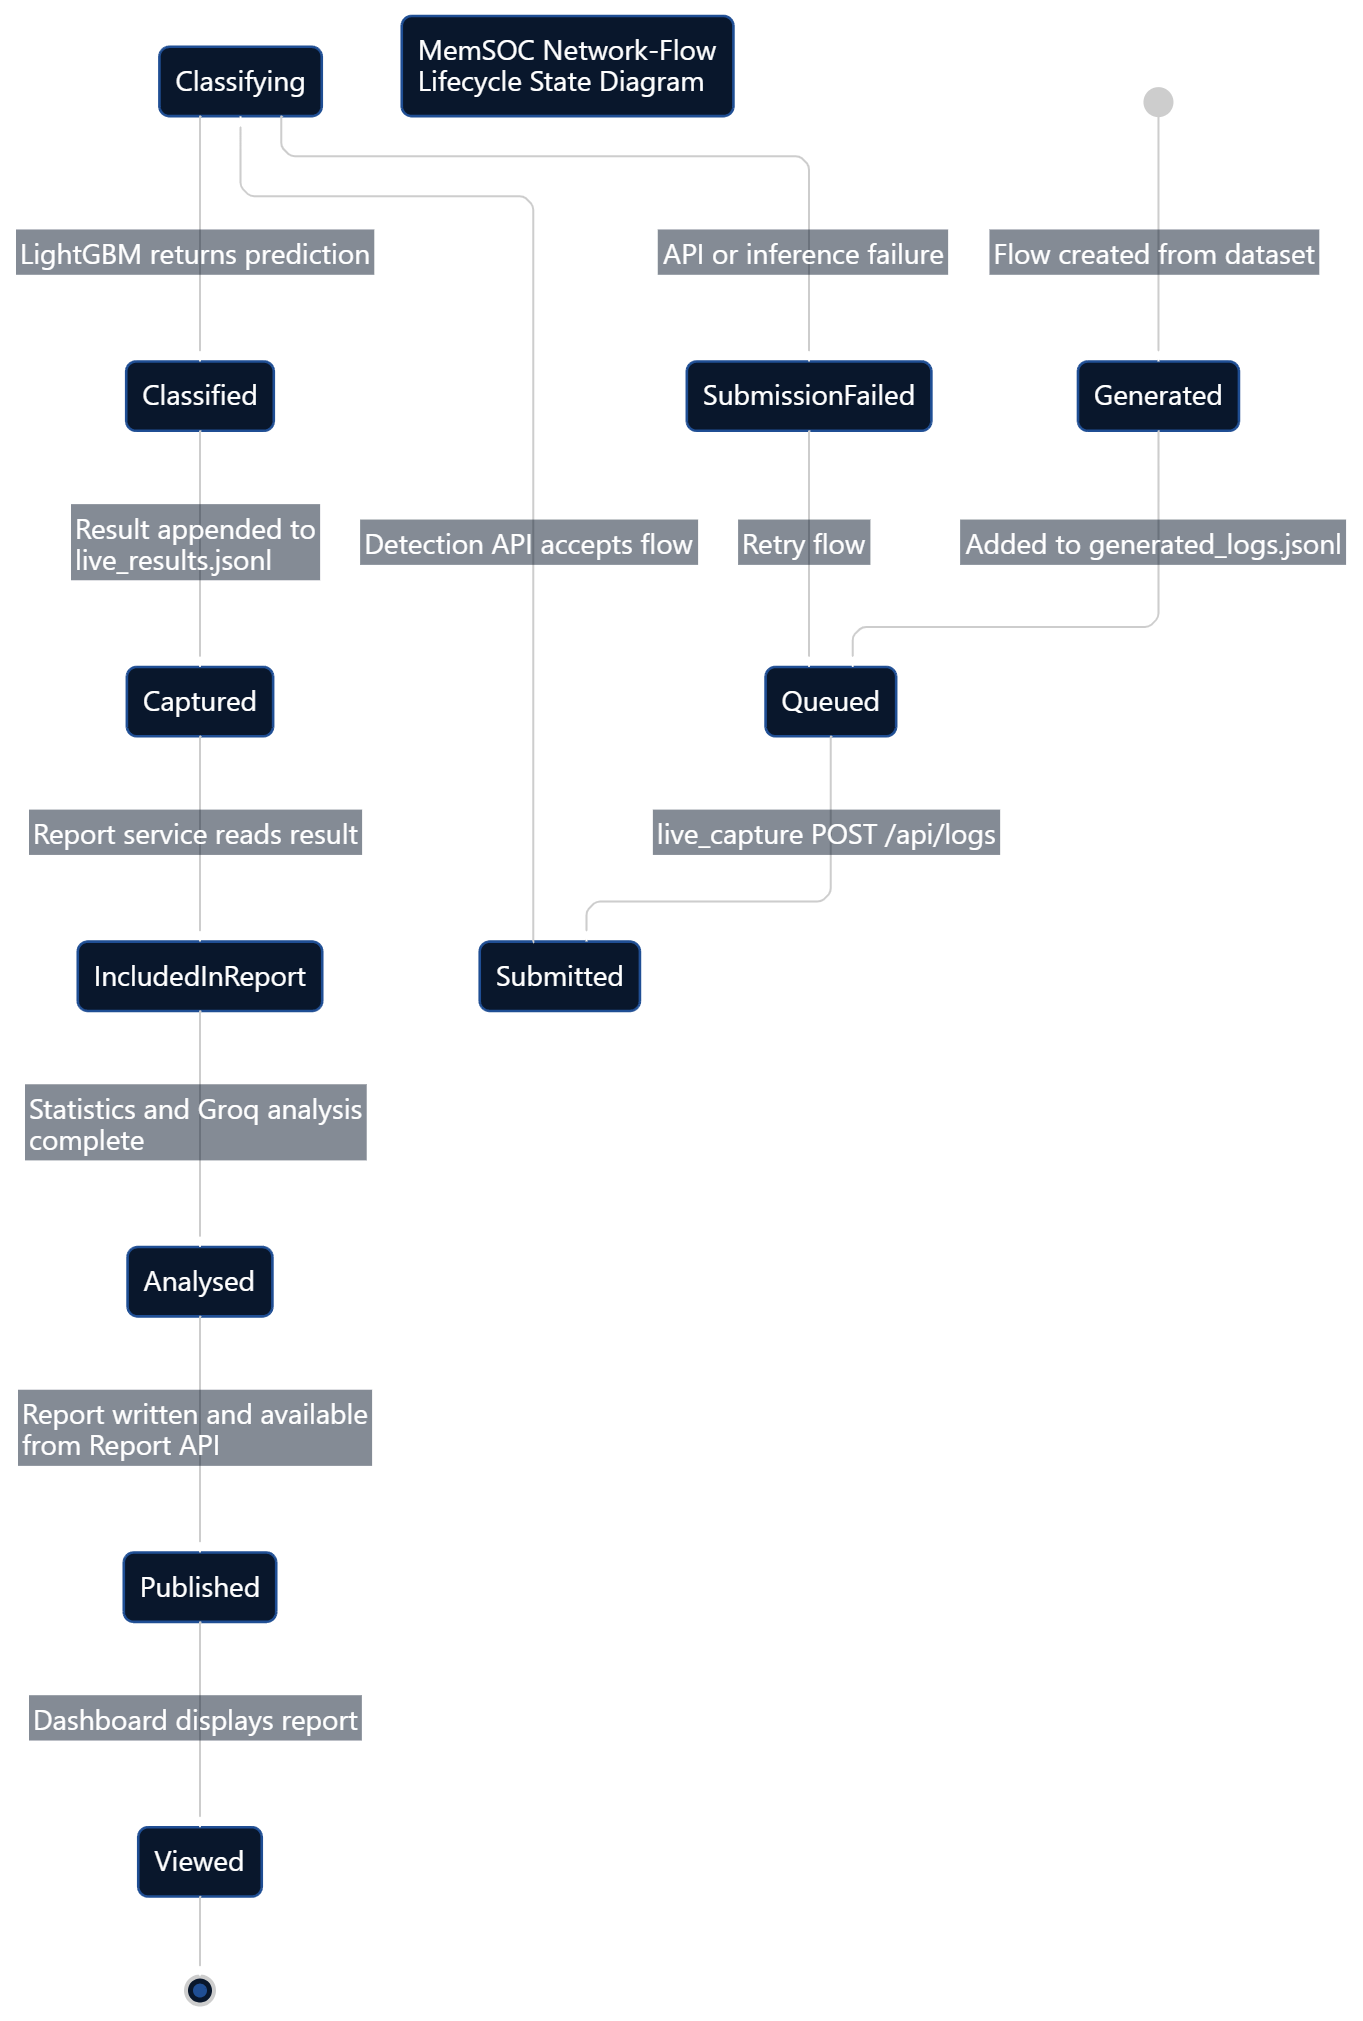 Classifying
MemSOC Network-Flow
Lifecycle State Diagram
LightGBM returns prediction
API or inference failure
Flow created from dataset
Classified
SubmissionFailed
Generated
Result appended to
live_results.jsonl
Detection API accepts flow
Retry flow
Added to generated_logs.jsonl
Captured
Queued
Report service reads result
live_capture POST /api/logs
IncludedInReport
Submitted
Statistics and Groq analysis
complete
Analysed
Report written and available
from Report API
Published
Dashboard displays report
Viewed